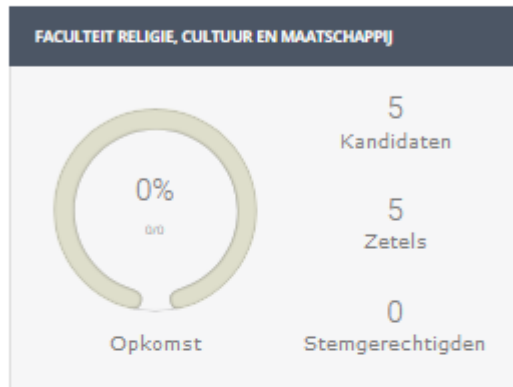 FACULTEIT RELIGIE, CULTUUR EN MAATSCHAPPIJ
0%
0/0
Opkomst
5
Kandidaten
5
Zetels
0
Stemgerechtigden